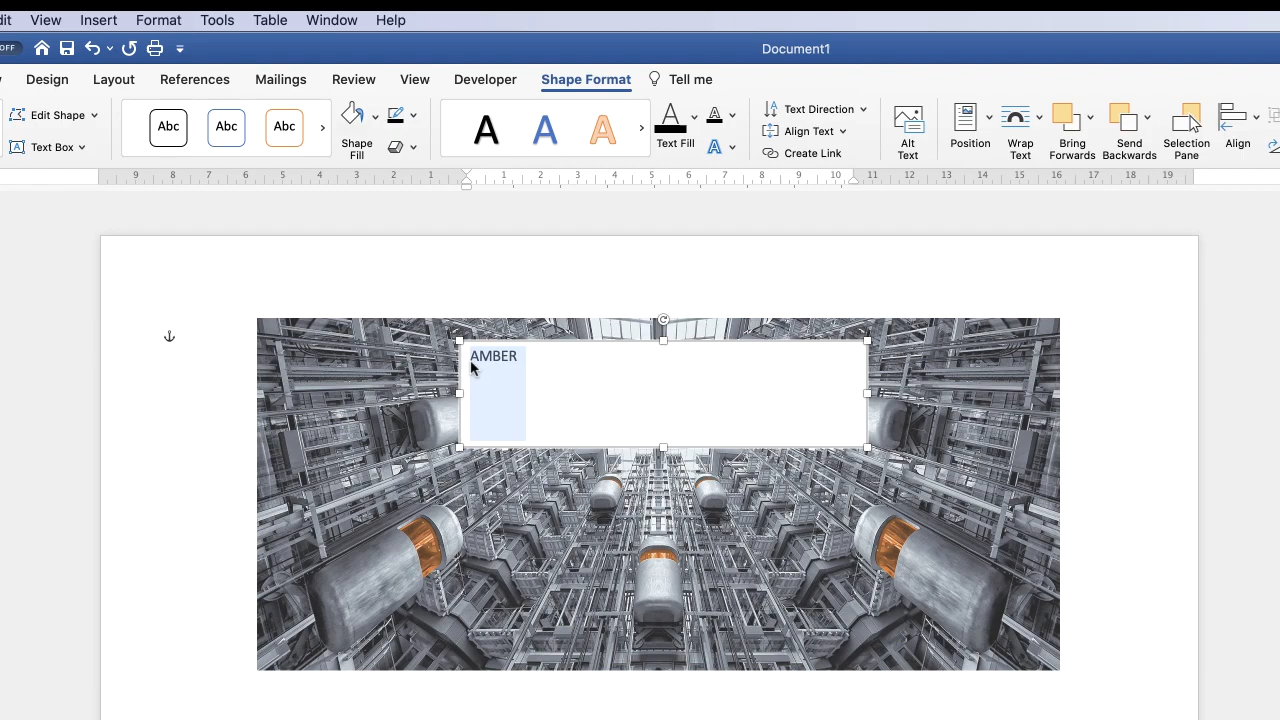 dit View Insert Format Tools Table Window Help
OFF Document1
Design Layout References Mailings Review View Developer Shape Format Tell me
Edit Shape
Text Box
Abc Abc Abc
Shape Fill
A A A
A Text Fill A A
Text Direction
Align Text
Create Link
Alt Text
Position
Wrap Text
Bring Forwards
Send Backwards
Selection Pane
Align
9 8 7 6 5 4 3 2 1 1 2 3 4 5 6 7 8 9 10 11 12 13 14 15 16 17 18 19
AMBER